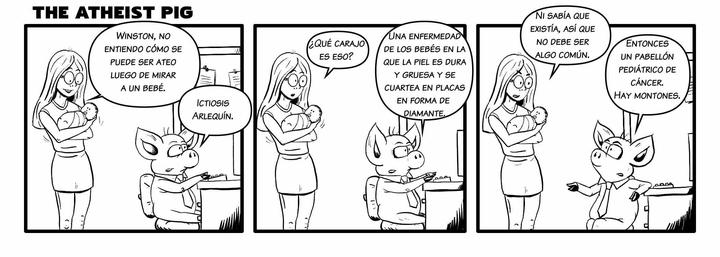 THE ATHEIST PIG
WINSTON, NO
ENTIENDO CÓMO SE
PUEDE SER ATEO
LUEGO DE MIRAR
A UN BEBÉ.
ICTIOSIS
ARLEQUÍN.
¿QUÉ CARAJO
ES ESO?
UNA ENFERMEDAD
DE LOS BEBÉS EN LA
QUE LA PIEL ES DURA
Y GRUESA Y SE
CUARTEA EN PLACAS
EN FORMA DE
DIAMANTE.
NI SABÍA QUE
EXISTÍA, ASÍ QUE
NO DEBE SER
ALGO COMÚN.
ENTONCES
UN PABELLÓN
PEDIÁTRICO DE
CÁNCER.
HAY MONTONES.